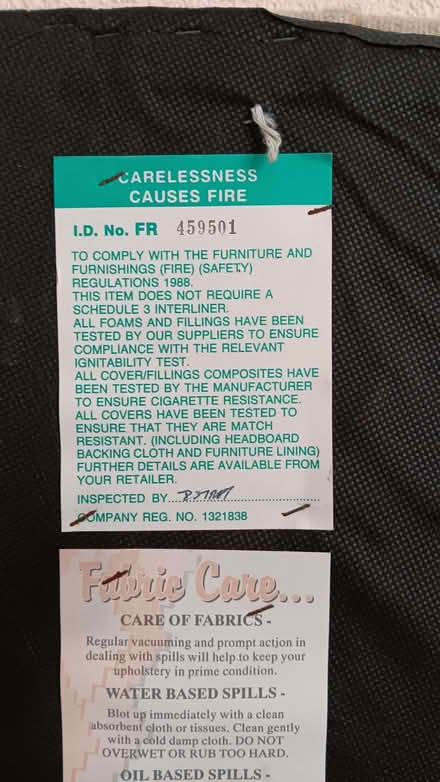 CARELESSNESS
CAUSES FIRE
I.D. No. FR 459501
TO COMPLY WITH THE FURNITURE AND
FURNISHINGS (FIRE) (SAFETY)
REGULATIONS 1988.
THIS ITEM DOES NOT REQUIRE A
SCHEDULE 3 INTERLINER.
ALL FOAMS AND FILLINGS HAVE BEEN
TESTED BY OUR SUPPLIERS TO ENSURE
COMPLIANCE WITH THE RELEVANT
IGNITABILITY TEST.
ALL COVER/FILLINGS COMPOSITES HAVE
BEEN TESTED BY THE MANUFACTURER
TO ENSURE CIGARETTE RESISTANCE.
ALL COVERS HAVE BEEN TESTED TO
ENSURE THAT THEY ARE MATCH
RESISTANT. (INCLUDING HEADBOARD
BACKING CLOTH AND FURNITURE LINING)
FURTHER DETAILS ARE AVAILABLE FROM
YOUR RETAILER.
INSPECTED BY
COMPANY REG. NO. 1321838
Fabric Care...
CARE OF FABRICS -
Regular vacuuming and prompt action in
dealing with spills will help to keep your
upholstery in prime condition.
WATER BASED SPILLS -
Blot up immediately with a clean
absorbent cloth or tissues. Clean gently
with a cold damp cloth. DO NOT
OVERWET OR RUB TOO HARD.
OIL BASED SPILLS -